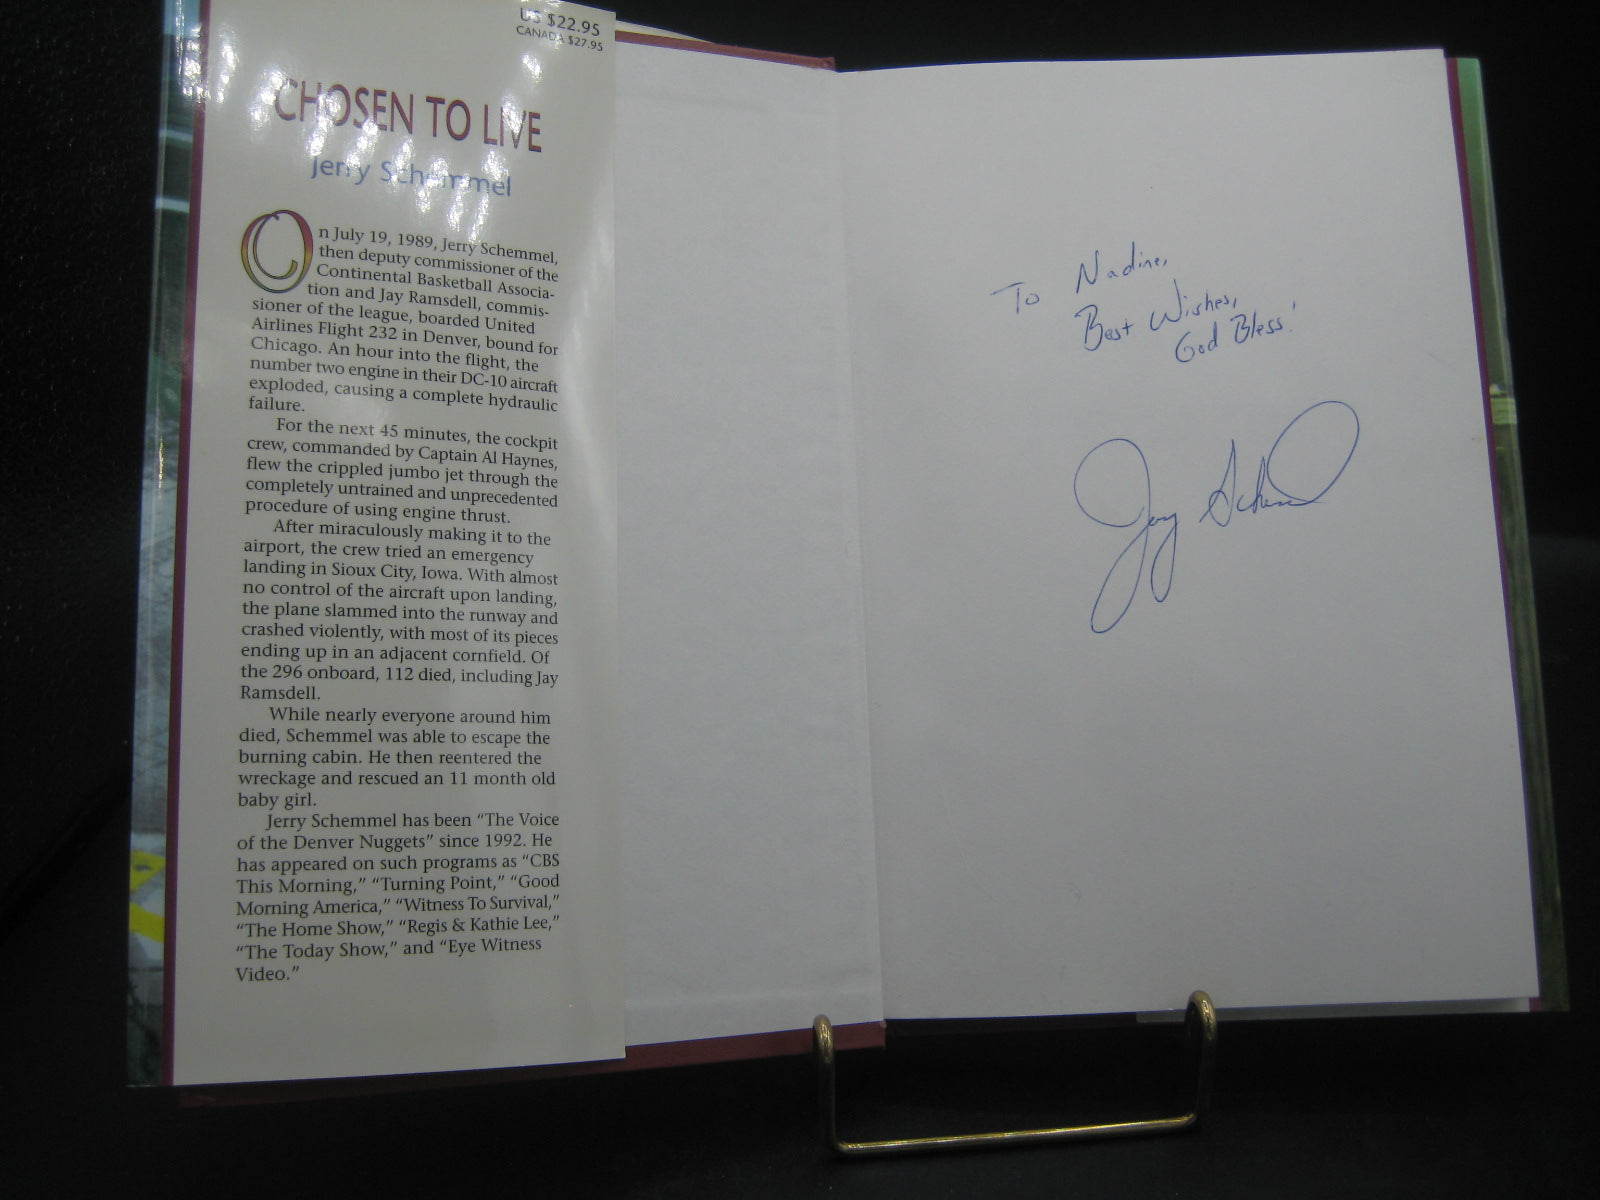 US $22.95
CANADA $27.95
CHOSEN TO LIVE
Jerry Schemmel
On July 19, 1989, Jerry Schemmel,
then deputy commissioner of the
Continental Basketball Associa-
tion and Jay Ramsdell, commis-
sioner of the league, boarded United
Airlines Flight 232 in Denver, bound for
Chicago. An hour into the flight, the
number two engine in their DC-10 aircraft
exploded, causing a complete hydraulic
failure.
For the next 45 minutes, the cockpit
crew, commanded by Captain Al Haynes,
flew the crippled jumbo jet through the
completely untrained and unprecedented
procedure of using engine thrust.
After miraculously making it to the
airport, the crew tried an emergency
landing in Sioux City, Iowa. With almost
no control of the aircraft upon landing,
the plane slammed into the runway and
crashed violently, with most of its pieces
ending up in an adjacent cornfield. Of
the 296 onboard, 112 died, including Jay
Ramsdell.
While nearly everyone around him
died, Schemmel was able to escape the
burning cabin. He then reentered the
wreckage and rescued an 11 month old
baby girl.
Jerry Schemmel has been “The Voice
of the Denver Nuggets” since 1992. He
has appeared on such programs as “CBS
This Morning,” “Turning Point,” “Good
Morning America,” “Witness To Survival,”
“The Home Show,” “Regis & Kathie Lee,”
“The Today Show,” and “Eye Witness
Video.”
To Nadine,
Best Wishes,
God Bless!
Jerry Schemmel